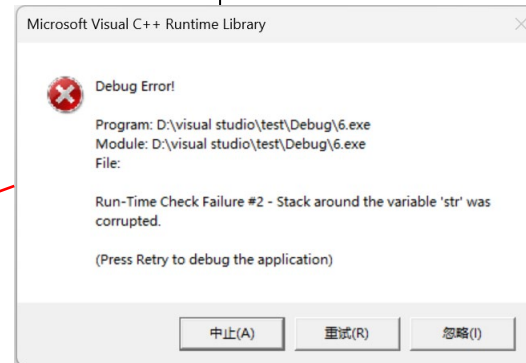 Microsoft Visual C++ Runtime Library
Debug Error!
Program: D:\visual studio\test\Debug\6.exe
Module: D:\visual studio\test\Debug\6.exe
File:
Run-Time Check Failure #2 - Stack around the variable 'str' was
corrupted.
(Press Retry to debug the application)
中止(A) 重试(R) 忽略(I)